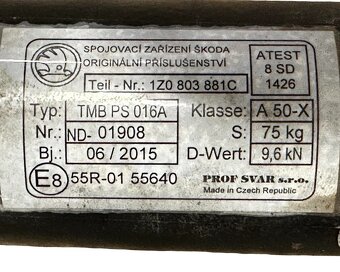 SPOJOVACÍ ZAŘÍZENÍ ŠKODA
ORIGINÁLNÍ PŘÍSLUŠENSTVÍ
Teil - Nr.: 1Z0 803 881C
ATEST
8 SD
1426
Typ: TMB PS 016A Klasse: A 50-X
Nr.: ND- 01908 S: 75 kg
Bj.: 06 / 2015 D-Wert: 9,6 kN
E8 55R-01 55640 PROF SVAR s.r.o.
Made in Czech Republic